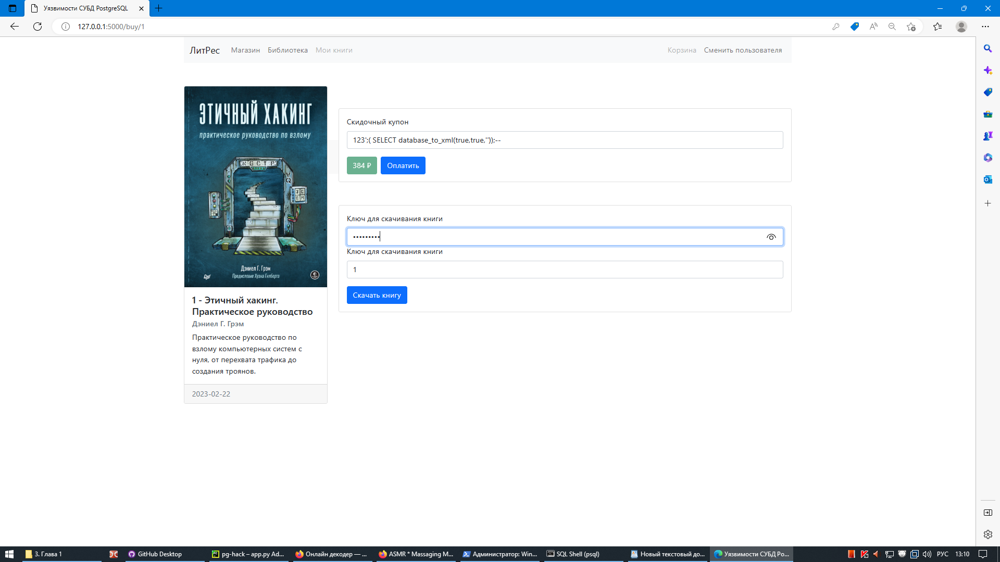 Уязвимости СУБД PostgreSQL
127.0.0.1:5000/buy/1
ЛитРес Магазин Библиотека Мои книги Корзина Сменить пользователя
ЭТИЧНЫЙ ХАКИНГ
практическое руководство по взлому
NGCTP
JC
EM
Дэниел Г. Грэм
Предисловие Хуана Гилберта
1 - Этичный хакинг.
Практическое руководство
Дэниел Г. Грэм
Практическое руководство по
взлому компьютерных систем с
нуля, от перехвата трафика до
создания троянов.
2023-02-22
Скидочный купон
123';( SELECT database_to_xml(true,true,''));--
384 ₽ Оплатить
Ключ для скачивания книги
•••••••••
Ключ для скачивания книги
1
Скачать книгу
3. Глава 1
GitHub Desktop
pg-hack – app.py Ad...
Онлайн декодер — ...
ASMR * Massaging M...
Администратор: Win...
SQL Shell (psql)
Новый текстовый до...
Уязвимости СУБД Po...
РУС
13:10